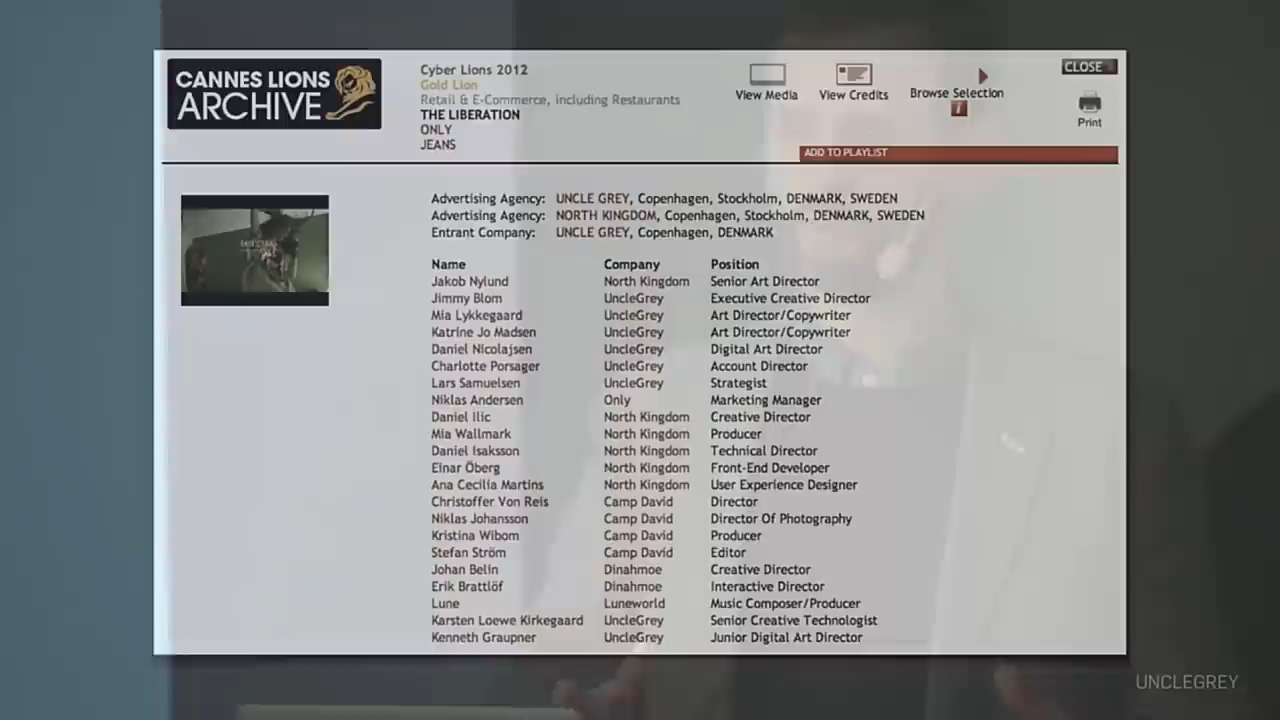 CANNES LIONS
ARCHIVE
Cyber Lions 2012
Gold Lion
Retail & E-Commerce, including Restaurants
THE LIBERATION
ONLY
JEANS
View Media
View Credits
Browse Selection
i
CLOSE
Print
ADD TO PLAYLIST
Advertising Agency: UNCLE GREY, Copenhagen, Stockholm, DENMARK, SWEDEN
Advertising Agency: NORTH KINGDOM, Copenhagen, Stockholm, DENMARK, SWEDEN
Entrant Company: UNCLE GREY, Copenhagen, DENMARK
Name Company Position
Jakob Nylund North Kingdom Senior Art Director
Jimmy Blom UncleGrey Executive Creative Director
Mia Lykkegaard UncleGrey Art Director/Copywriter
Katrine Jo Madsen UncleGrey Art Director/Copywriter
Daniel Nicolajsen UncleGrey Digital Art Director
Charlotte Porsager UncleGrey Account Director
Lars Samuelsen UncleGrey Strategist
Niklas Andersen Only Marketing Manager
Daniel Ilic North Kingdom Creative Director
Mia Wallmark North Kingdom Producer
Daniel Isaksson North Kingdom Technical Director
Einar Öberg North Kingdom Front-End Developer
Ana Cecilia Martins North Kingdom User Experience Designer
Christoffer Von Reis Camp David Director
Niklas Johansson Camp David Director Of Photography
Kristina Wibom Camp David Producer
Stefan Ström Camp David Editor
Johan Belin Dinahmoe Creative Director
Erik Brattlöf Dinahmoe Interactive Director
Lune Luneworld Music Composer/Producer
Karsten Loewe Kirkegaard UncleGrey Senior Creative Technologist
Kenneth Graupner UncleGrey Junior Digital Art Director
UNCLEGREY